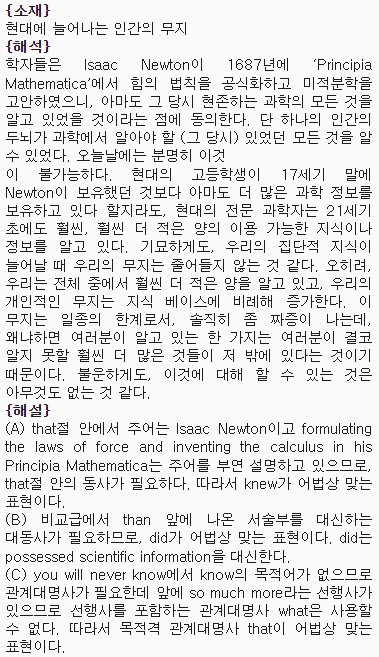 {소재}
현대에 늘어나는 인간의 무지
{해석}
학자들은 Isaac Newton이 1687년에 ‘Principia
Mathematica’에서 힘의 법칙을 공식화하고 미적분학을
고안하였으니, 아마도 그 당시 현존하는 과학의 모든 것을
알고 있었을 것이라는 점에 동의한다. 단 하나의 인간의
두뇌가 과학에서 알아야 할 (그 당시) 있었던 모든 것을 알
수 있었다. 오늘날에는 분명히 이것
이 불가능하다. 현대의 고등학생이 17세기 말에
Newton이 보유했던 것보다 아마도 더 많은 과학 정보를
보유하고 있다 할지라도, 현대의 전문 과학자는 21세기
초에도 훨씬, 훨씬 더 적은 양의 이용 가능한 지식이나
정보를 알고 있다. 기묘하게도, 우리의 집단적 지식이
늘어날 때 우리의 무지는 줄어들지 않는 것 같다. 오히려,
우리는 전체 중에서 훨씬 더 적은 양을 알고 있고, 우리의
개인적인 무지는 지식 베이스에 비례해 증가한다. 이
무지는 일종의 한계로서, 솔직히 좀 짜증이 나는데,
왜냐하면 여러분이 알고 있는 한 가지는 여러분이 결코
알지 못할 훨씬 더 많은 것들이 저 밖에 있다는 것이기
때문이다. 불운하게도, 이것에 대해 할 수 있는 것은
아무것도 없는 것 같다.
{해설}
(A) that절 안에서 주어는 Isaac Newton이고 formulating
the laws of force and inventing the calculus in his
Principia Mathematica는 주어를 부연 설명하고 있으므로,
that절 안의 동사가 필요하다. 따라서 knew가 어법상 맞는
표현이다.
(B) 비교급에서 than 앞에 나온 서술부를 대신하는
대동사가 필요하므로, did가 어법상 맞는 표현이다. did는
possessed scientific information을 대신한다.
(C) you will never know에서 know의 목적어가 없으므로
관계대명사가 필요한데 앞에 so much more라는 선행사가
있으므로 선행사를 포함하는 관계대명사 what은 사용할
수 없다. 따라서 목적격 관계대명사 that이 어법상 맞는
표현이다.